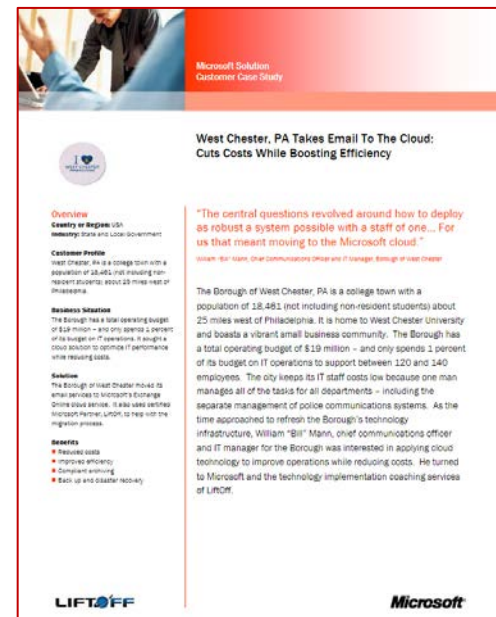 Microsoft Solution
Customer Case Study
West Chester, PA Takes Email To The Cloud:
Cuts Costs While Boosting Efficiency
I
WEST CHESTER
Overview
Country or Region: USA
Industry: State and Local Government
Customer Profile
West Chester, PA is a college town with a
population of 18,461 (not including non-
resident students) about 25 miles west of
Philadelphia.
Business Situation
The Borough has a total operating budget
of $19 million – and only spends 1 percent
of its budget on IT operations. It sought a
cloud solution to optimize IT performance
while reducing costs.
Solution
The Borough of West Chester moved its
email services to Microsoft's Exchange
Online cloud service. It also used certified
Microsoft Partner, LiftOff, to help with the
migration process.
Benefits
Reduced costs
Improved efficiency
Compliant archiving
Back up and disaster recovery
"The central questions revolved around how to deploy
as robust a system possible with a staff of one... For
us that meant moving to the Microsoft cloud."
William "Bill" Mann, Chief Communications Officer and IT Manager, Borough of West Chester
The Borough of West Chester, PA is a college town with a
population of 18,461 (not including non-resident students) about
25 miles west of Philadelphia. It is home to West Chester University
and boasts a vibrant small business community. The Borough has
a total operating budget of $19 million – and only spends 1 percent
of its budget on IT operations to support between 120 and 140
employees. The city keeps its IT staff costs low because one man
manages all of the tasks for all departments – including the
separate management of police communications systems. As the
time approached to refresh the Borough's technology
infrastructure, William "Bill" Mann, chief communications officer
and IT manager for the Borough was interested in applying cloud
technology to improve operations while reducing costs. He turned
to Microsoft and the technology implementation coaching services
of LiftOff.
LIFTOFF
Microsoft